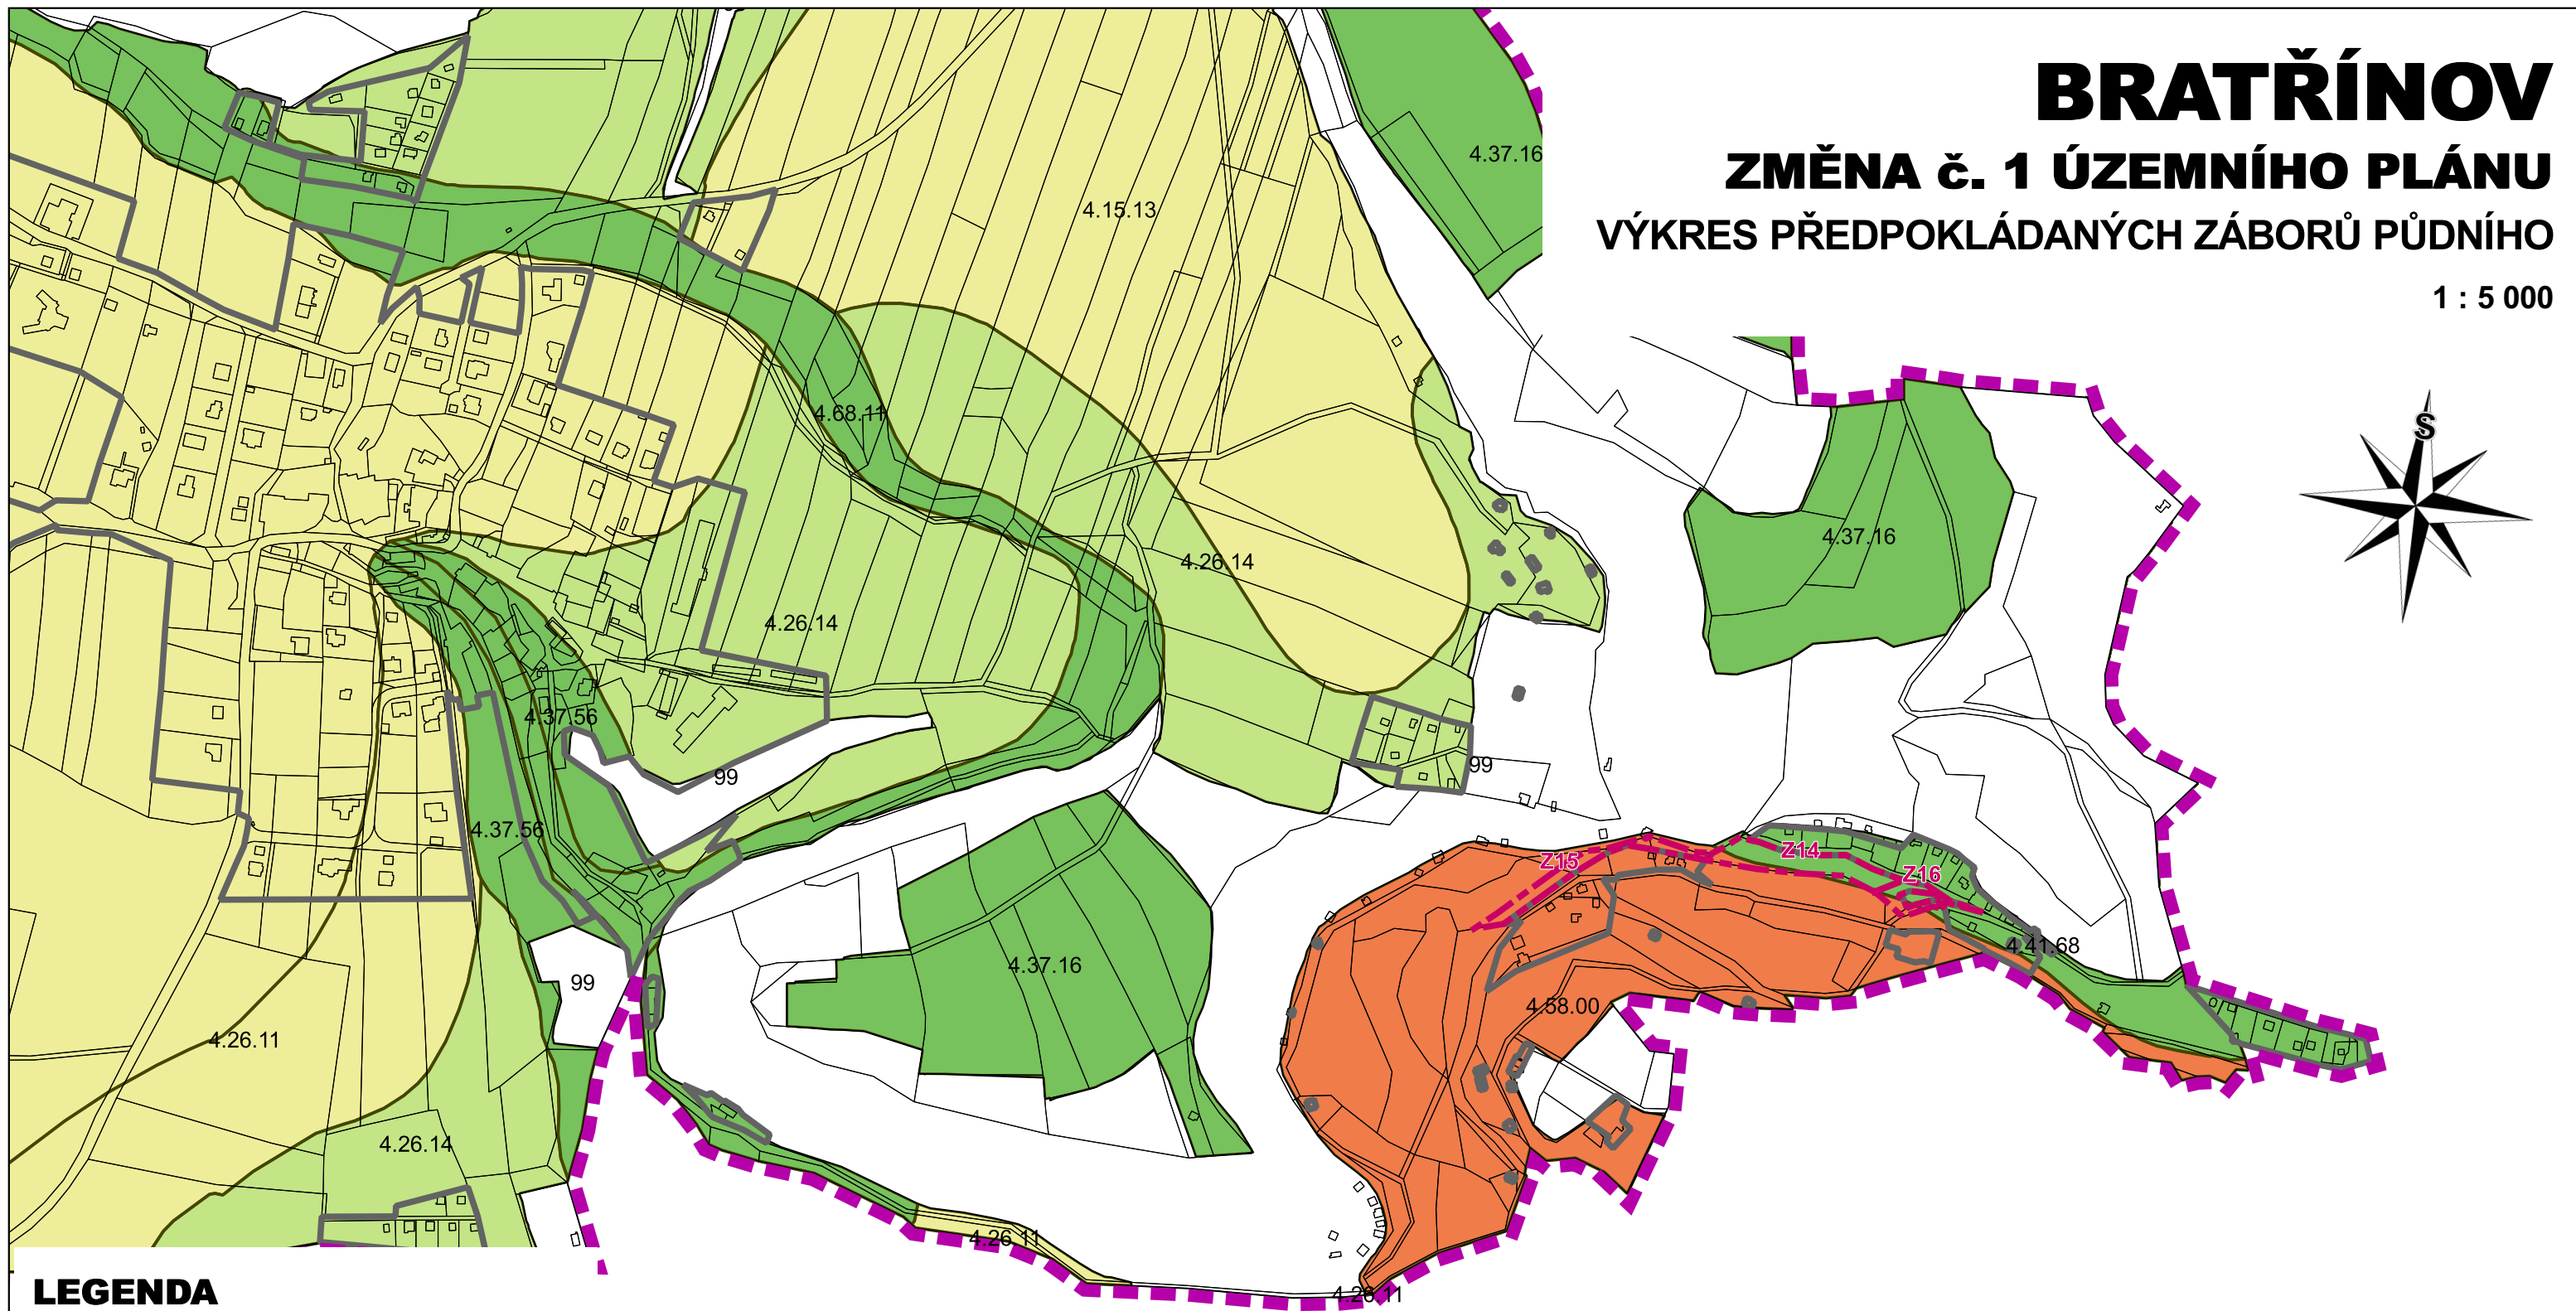 BRATŘÍNOV
ZMĚNA č. 1 ÚZEMNÍHO PLÁNU
VÝKRES PŘEDPOKLÁDANÝCH ZÁBORŮ PŮDNÍHO
1 : 5 000
4.37.16
4.15.13
S
4.68.11
4.37.16
4.26.14
4.26.14
4.37.56
99
99
4.37.56
Z15
Z14
Z16
4.41.68
4.37.16
99
4.58.00
4.26.11
4.26.14
4.26.11
4.26.11
LEGENDA